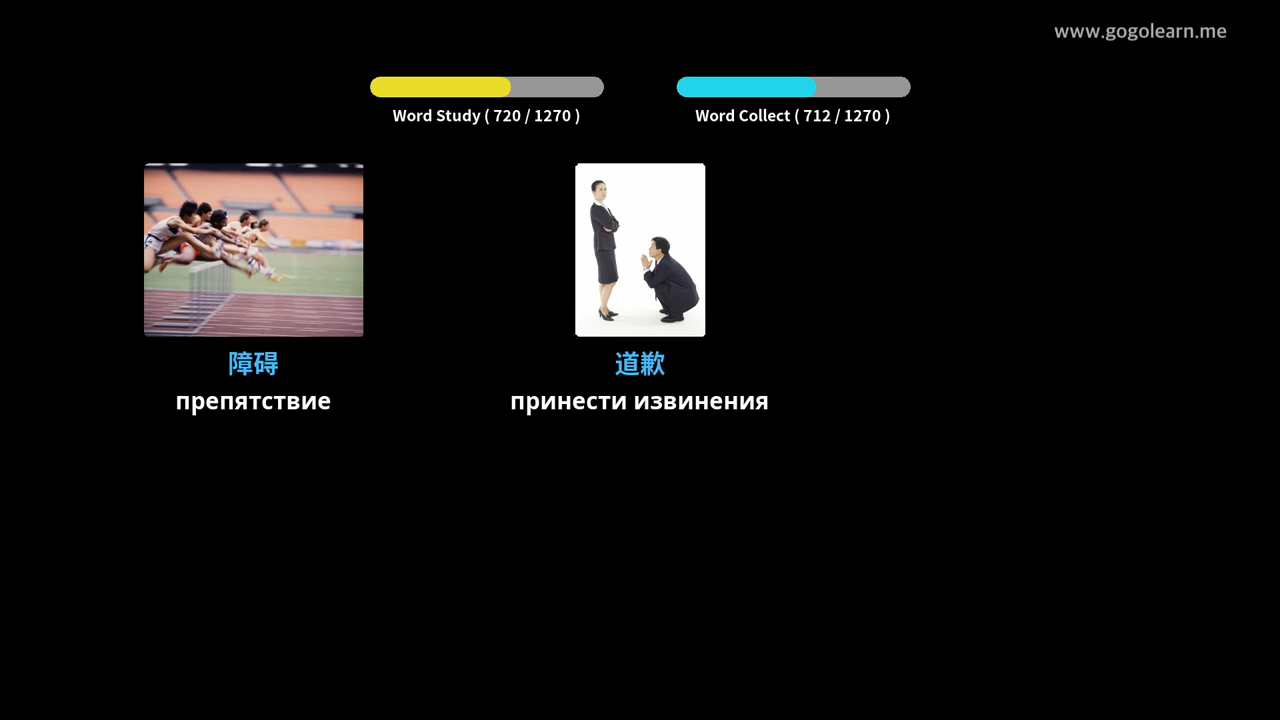 www.gogolearn.me
Word Study ( 720 / 1270 )
Word Collect ( 712 / 1270 )
障碍
препятствие
道歉
принести извинения